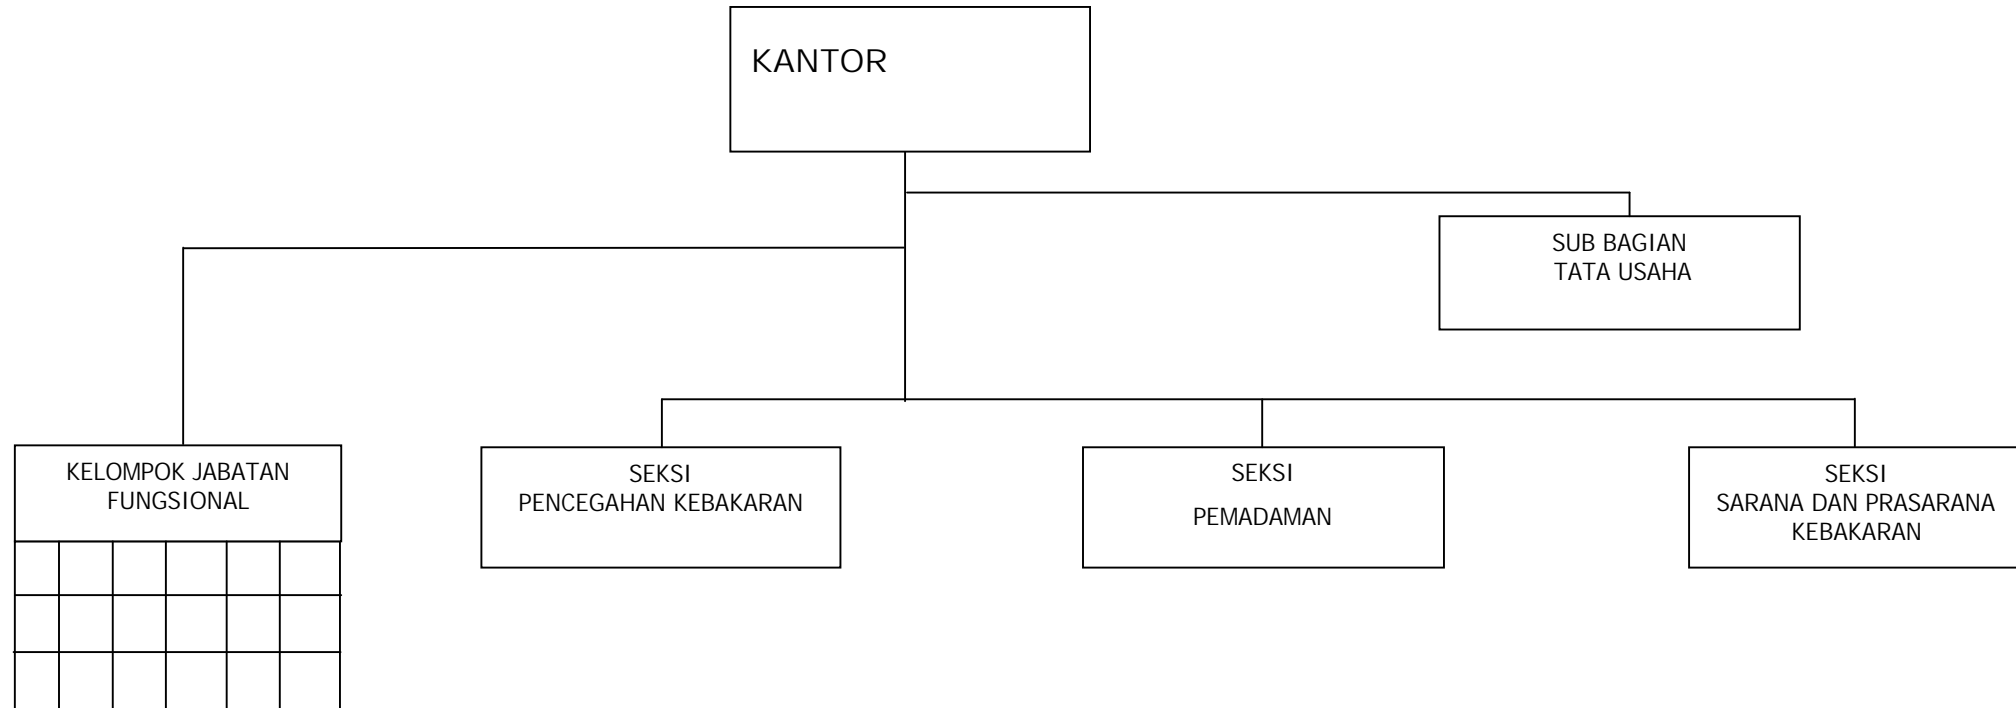 KANTOR
SUB BAGIAN
TATA USAHA
KELOMPOK JABATAN
FUNGSIONAL
SEKSI
PENCEGAHAN KEBAKARAN
SEKSI
PEMADAMAN
SEKSI
SARANA DAN PRASARANA
KEBAKARAN